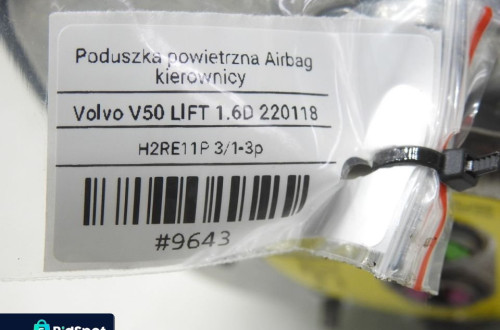 Poduszka powietrzna Airbag
kierownicy
Volvo V50 LIFT 1.6D 220118
H2RE11P 3/1-3p
#9643